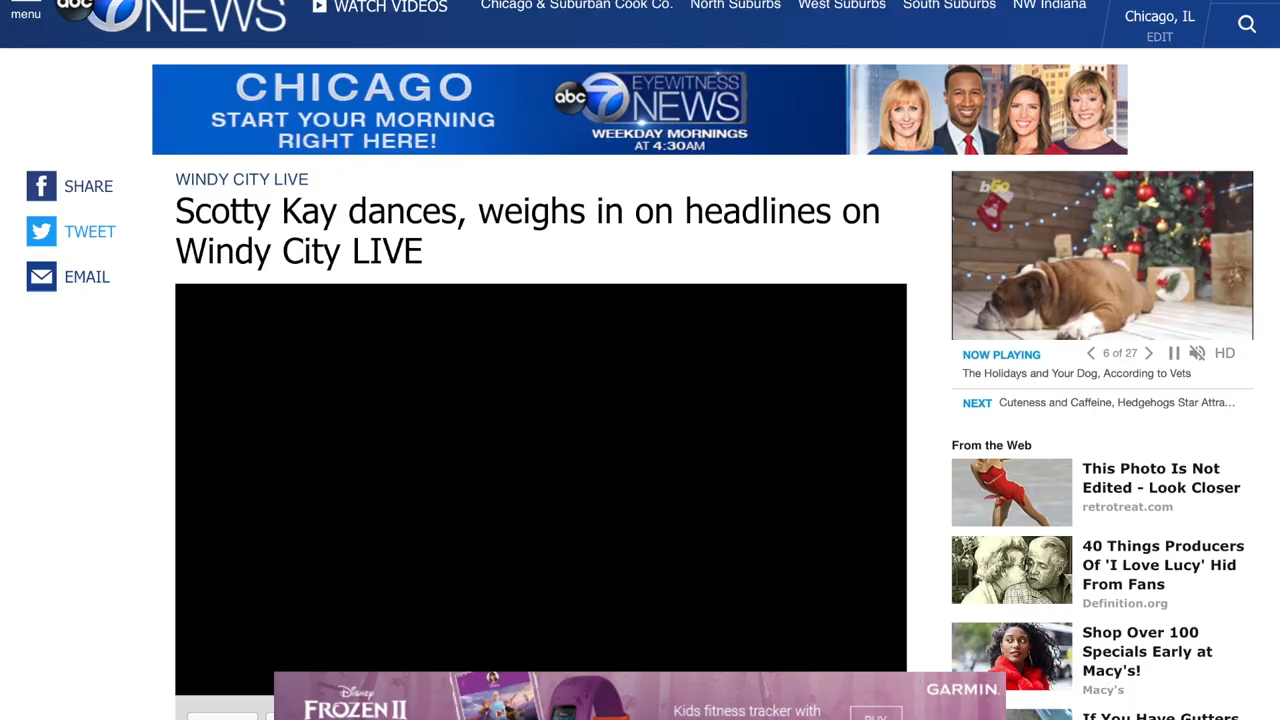 menu
abc 7 NEWS
WATCH VIDEOS
Chicago & Suburban Cook Co.
North Suburbs
West Suburbs
South Suburbs
NW Indiana
Chicago, IL
EDIT
CHICAGO
START YOUR MORNING
RIGHT HERE!
abc 7 EYEWITNESS
NEWS
WEEKDAY MORNINGS
AT 4:30AM
SHARE
TWEET
EMAIL
WINDY CITY LIVE
Scotty Kay dances, weighs in on headlines on
Windy City LIVE
NOW PLAYING
6 of 27
HD
The Holidays and Your Dog, According to Vets
NEXT Cuteness and Caffeine, Hedgehogs Star Attra...
From the Web
This Photo Is Not
Edited - Look Closer
retrotreat.com
40 Things Producers
Of 'I Love Lucy' Hid
From Fans
Definition.org
Shop Over 100
Specials Early at
Macy's!
Macy's
If You Have Gutters
Disney
FROZEN II
Kids fitness tracker with
GARMIN.
BUY